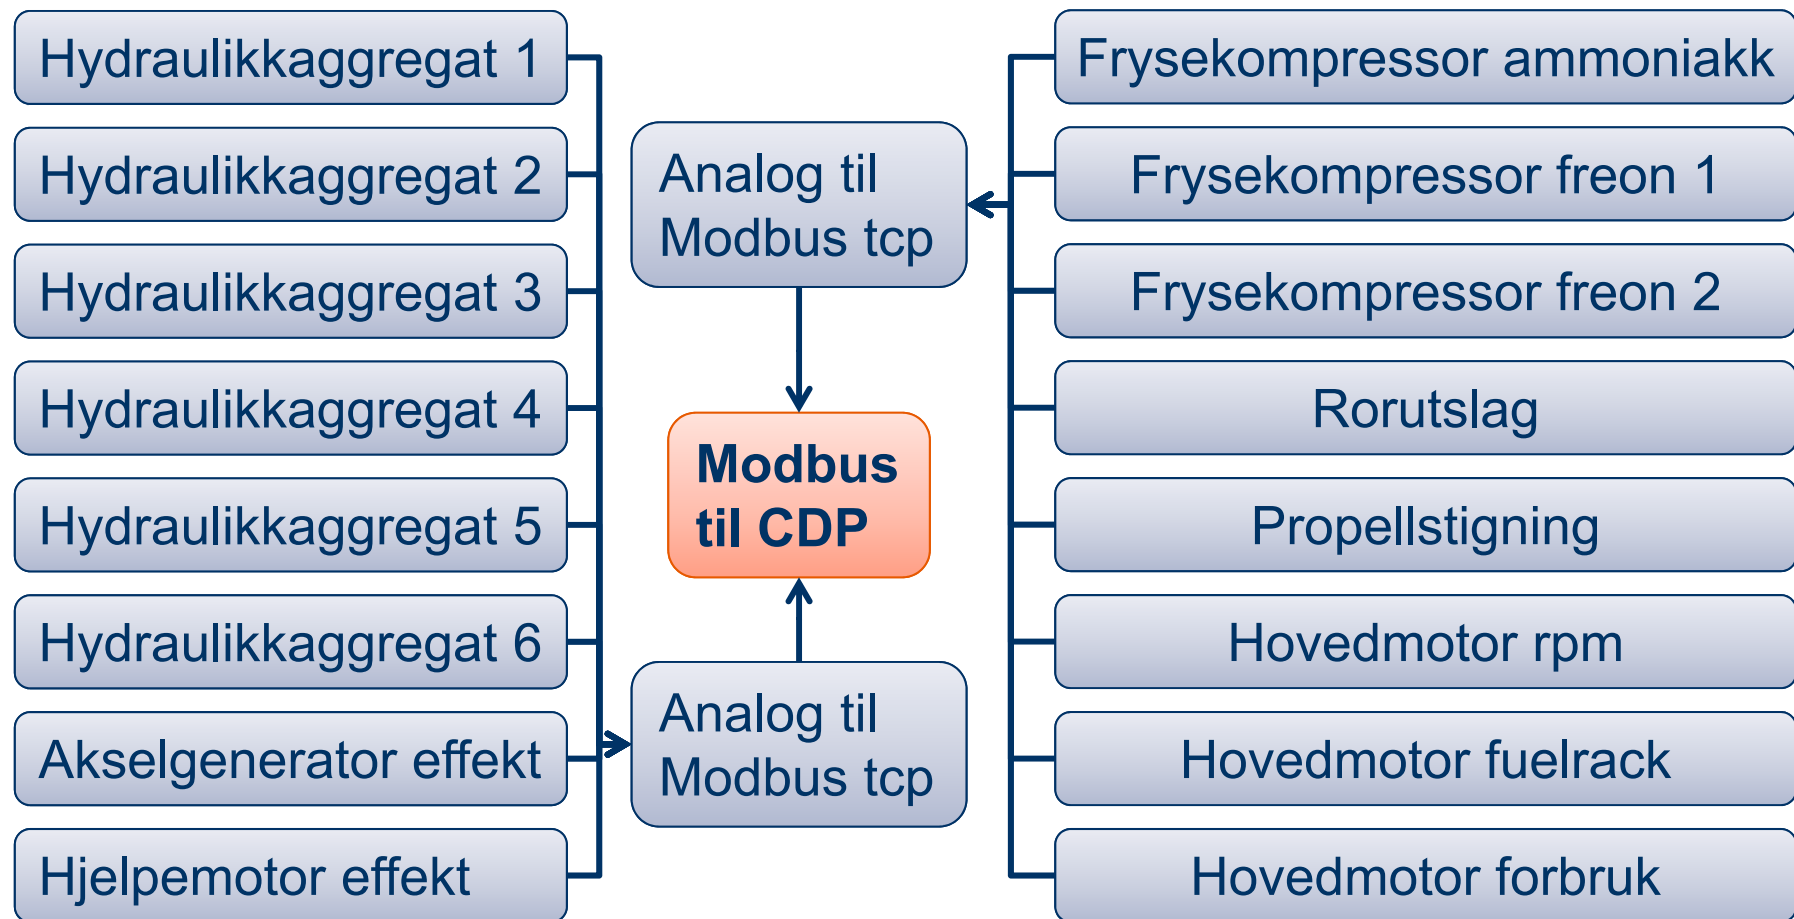 Hydraulikkaggregat 1
Hydraulikkaggregat 2
Hydraulikkaggregat 3
Hydraulikkaggregat 4
Hydraulikkaggregat 5
Hydraulikkaggregat 6
Akselgenerator effekt
Hjelpemotor effekt
Analog til
Modbus tcp
Modbus
til CDP
Analog til
Modbus tcp
Frysekompressor ammoniakk
Frysekompressor freon 1
Frysekompressor freon 2
Rorutslag
Propellstigning
Hovedmotor rpm
Hovedmotor fuelrack
Hovedmotor forbruk